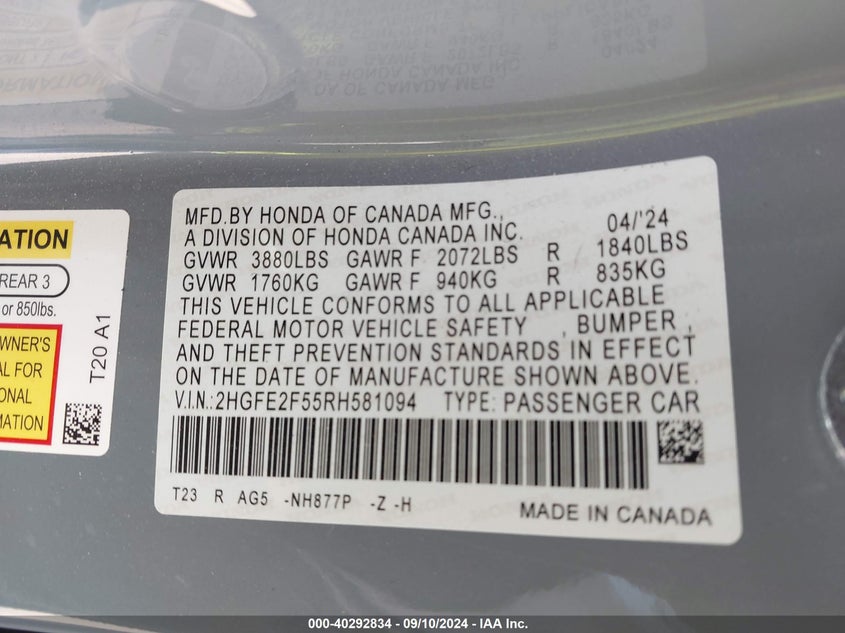 MFD.BY HONDA OF CANADA MFG., 04/'24
A DIVISION OF HONDA CANADA INC.
GVWR 3880LBS GAWR F 2072LBS R 1840LBS
GVWR 1760KG GAWR F 940KG R 835KG
THIS VEHICLE CONFORMS TO ALL APPLICABLE
FEDERAL MOTOR VEHICLE SAFETY , BUMPER ,
AND THEFT PREVENTION STANDARDS IN EFFECT
ON THE DATE OF MANUFACTURE SHOWN ABOVE.
V.I.N.:2HGFE2F55RH581094 TYPE: PASSENGER CAR
T23 R AG5 -NH877P -Z -H
MADE IN CANADA
ATION
REAR 3
or 850lbs.
WNER'S
AL FOR
ONAL
MATION
T20 A1
000-40292834 - 09/10/2024 - IAA Inc.